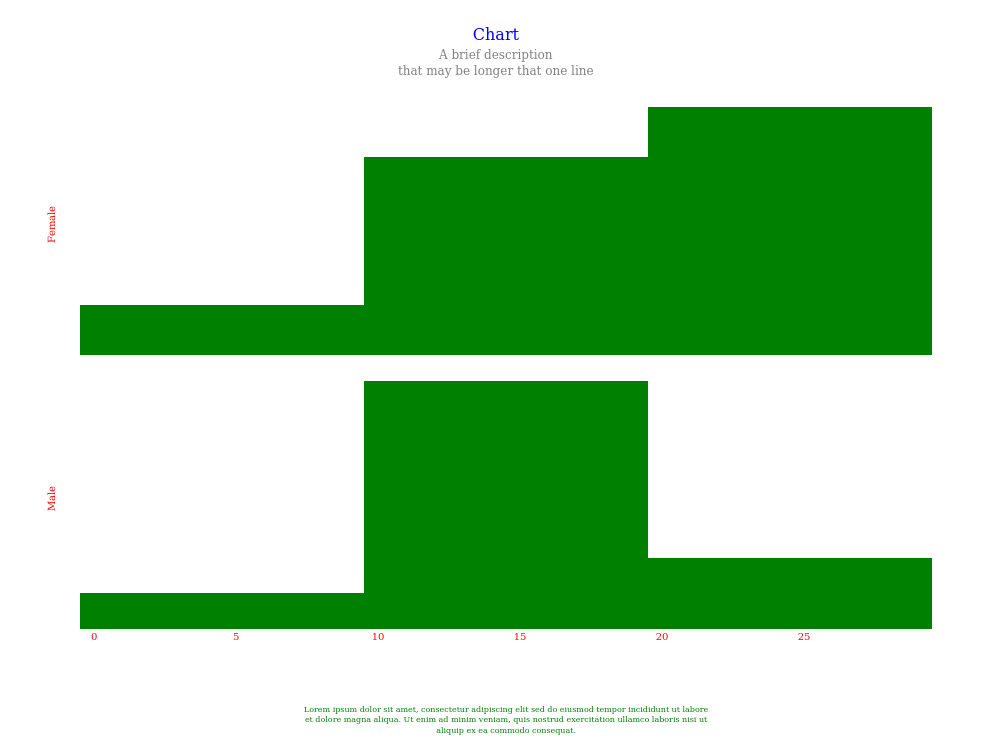 Chart
A brief description
that may be longer that one line
Female
Male
0 5 10 15 20 25
Lorem ipsum dolor sit amet, consectetur adipiscing elit sed do eiusmod tempor incididunt ut labore
et dolore magna aliqua. Ut enim ad minim veniam, quis nostrud exercitation ullamco laboris nisi ut
aliquip ex ea commodo consequat.